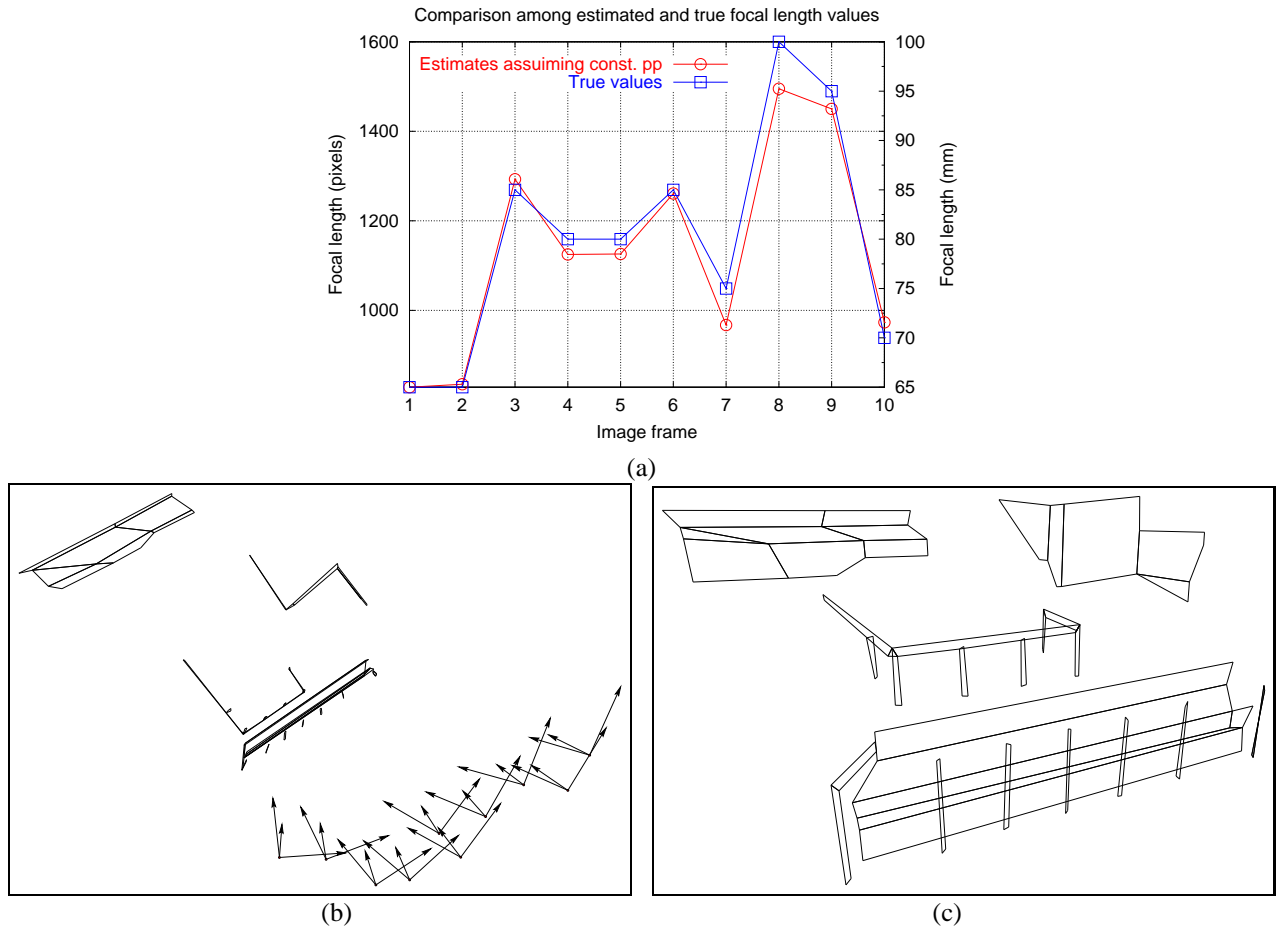 Comparison among estimated and true focal length values
Estimates assuming const. pp
True values
Focal length (pixels)
1600
1400
1200
1000
Focal length (mm)
100
95
90
85
80
75
70
65
1 2 3 4 5 6 7 8 9 10
Image frame
(a)
(b)
(c)